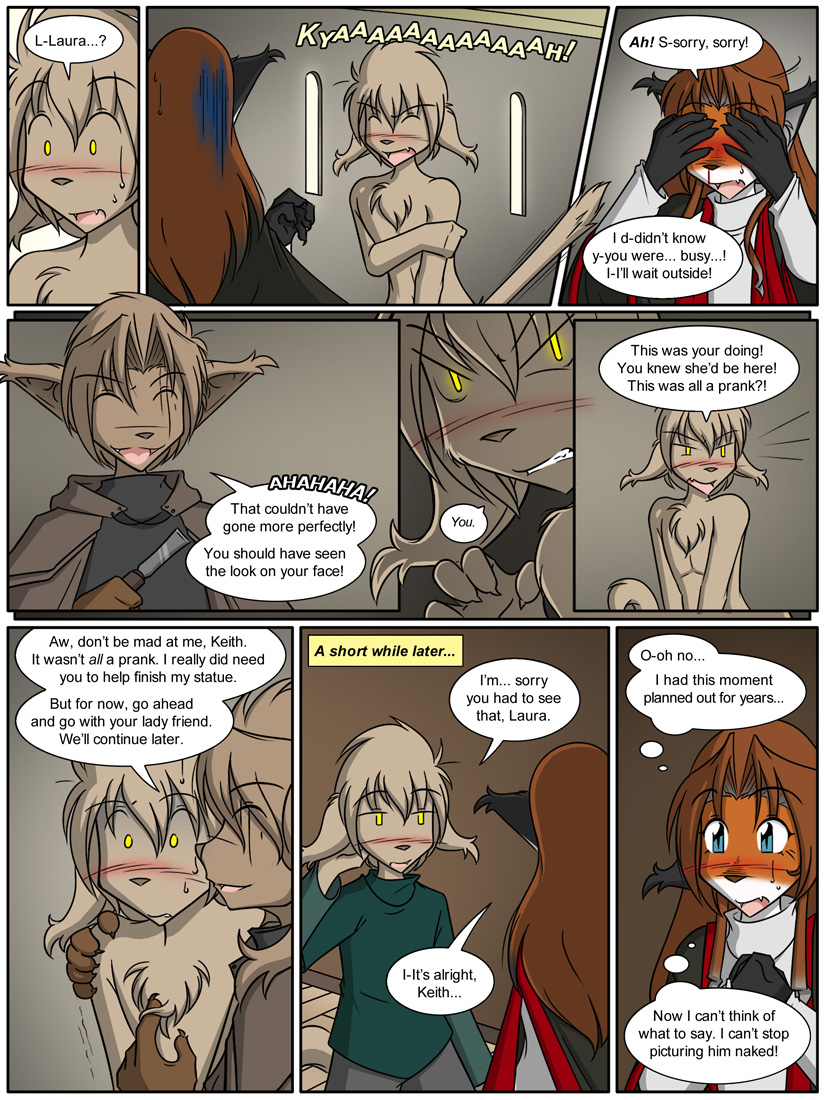 L-Laura...?
KYAAAAAAAAAAAAAH!
Ah! S-sorry, sorry!
I d-didn't know
y-you were... busy...!
I-I'll wait outside!
AHAHAHA!
That couldn't have
gone more perfectly!
You should have seen
the look on your face!
You.
This was your doing!
You knew she'd be here!
This was all a prank?!
Aw, don't be mad at me, Keith.
It wasn't all a prank. I really did need
you to help finish my statue.
But for now, go ahead
and go with your lady friend.
We'll continue later.
A short while later...
I'm... sorry
you had to see
that, Laura.
I-It's alright,
Keith...
O-oh no...
I had this moment
planned out for years...
Now I can't think of
what to say. I can't stop
picturing him naked!